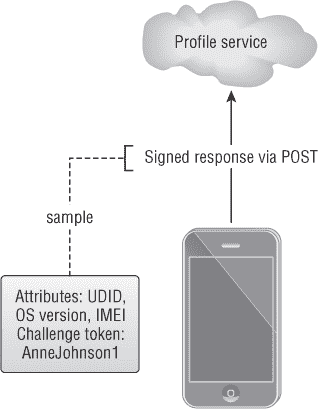 Profile service
Signed response via POST
sample
Attributes: UDID,
OS version, IMEI
Challenge token:
AnneJohnson1